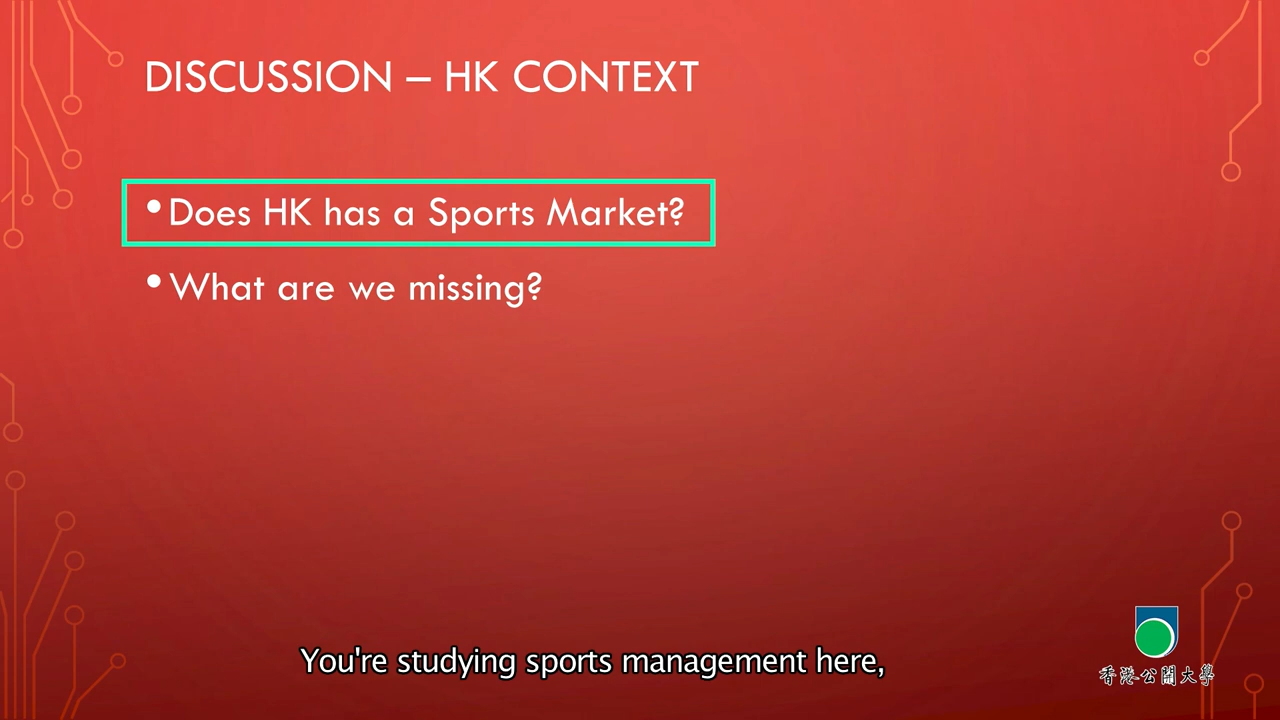 DISCUSSION – HK CONTEXT
• Does HK has a Sports Market?
• What are we missing?
You're studying sports management here,
香港公開大學